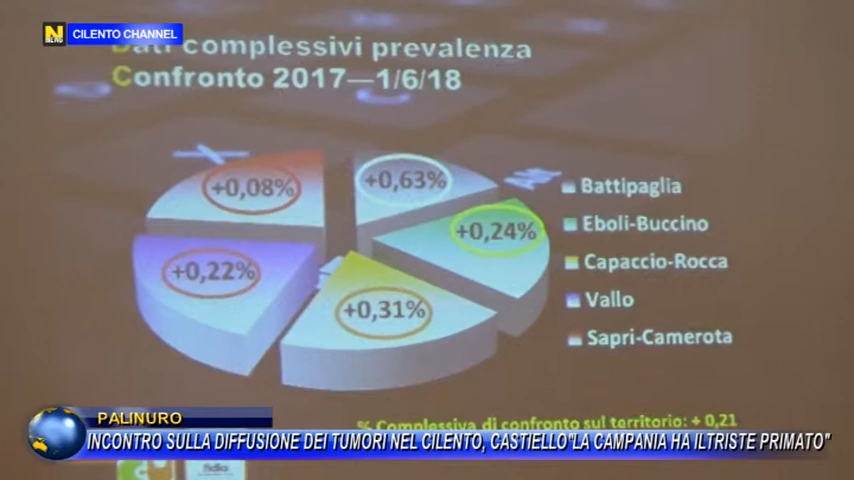 N
CILENTO CHANNEL
Dati complessivi prevalenza
Confronto 2017—1/6/18
+0,08%
+0,63%
+0,24%
+0,22%
+0,31%
Battipaglia
Eboli-Buccino
Capaccio-Rocca
Vallo
Sapri-Camerota
% Complessiva di confronto sul territorio: + 0,21
PALINURO
INCONTRO SULLA DIFFUSIONE DEI TUMORI NEL CILENTO, CASTIELLO"LA CAMPANIA HA ILTRISTE PRIMATO"
fidia